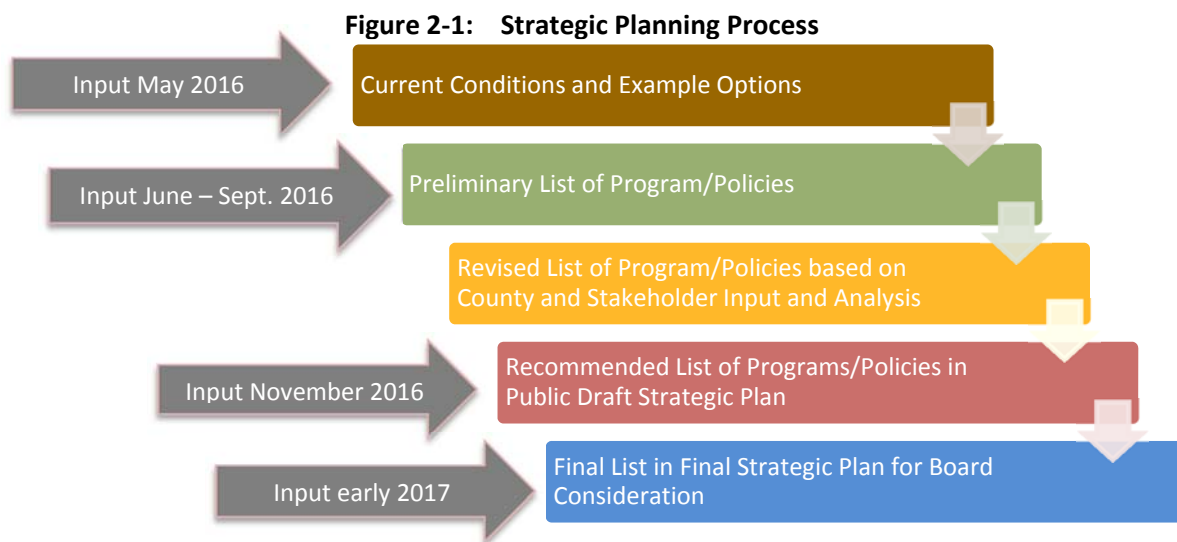 Figure 2-1: Strategic Planning Process
Input May 2016
Current Conditions and Example Options
Input June – Sept. 2016
Preliminary List of Program/Policies
Revised List of Program/Policies based on
County and Stakeholder Input and Analysis
Input November 2016
Recommended List of Programs/Policies in
Public Draft Strategic Plan
Input early 2017
Final List in Final Strategic Plan for Board
Consideration